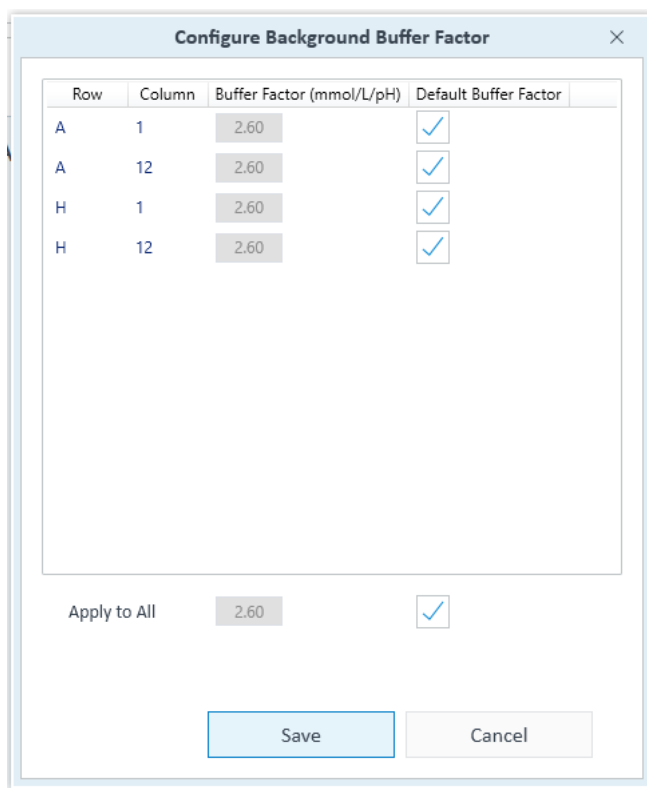 Configure Background Buffer Factor
Row Column Buffer Factor (mmol/L/pH) Default Buffer Factor
A 1 2.60
A 12 2.60
H 1 2.60
H 12 2.60
Apply to All 2.60
Save Cancel